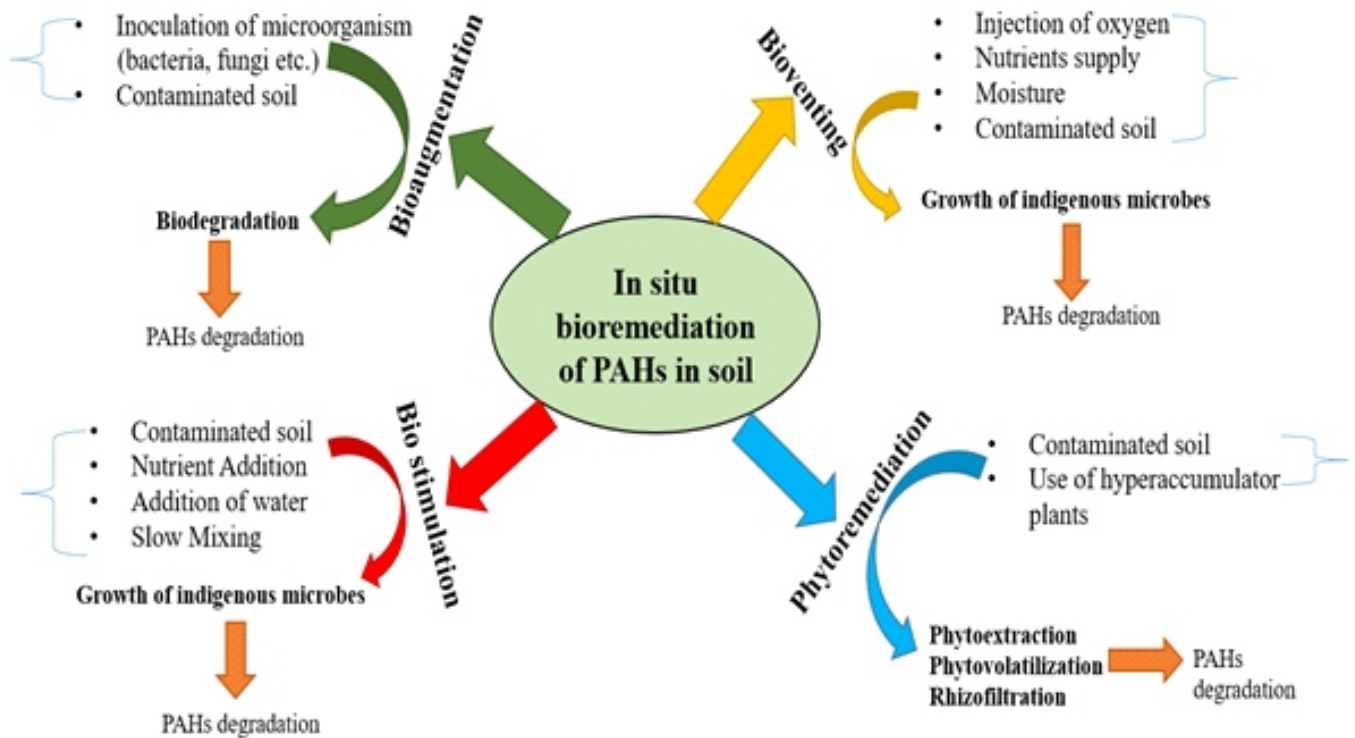 • Inoculation of microorganism
(bacteria, fungi etc.)
• Contaminated soil
Bioaugmentation
Biodegradation
PAHs degradation
Bioventing
• Injection of oxygen
• Nutrients supply
• Moisture
• Contaminated soil
Growth of indigenous microbes
PAHs degradation
In situ
bioremediation
of PAHs in soil
• Contaminated soil
• Nutrient Addition
• Addition of water
• Slow Mixing
Bio stimulation
Growth of indigenous microbes
PAHs degradation
Phytoremediation
• Contaminated soil
• Use of hyperaccumulator
plants
Phytoextraction
Phytovolatilization
Rhizofiltration
PAHs
degradation